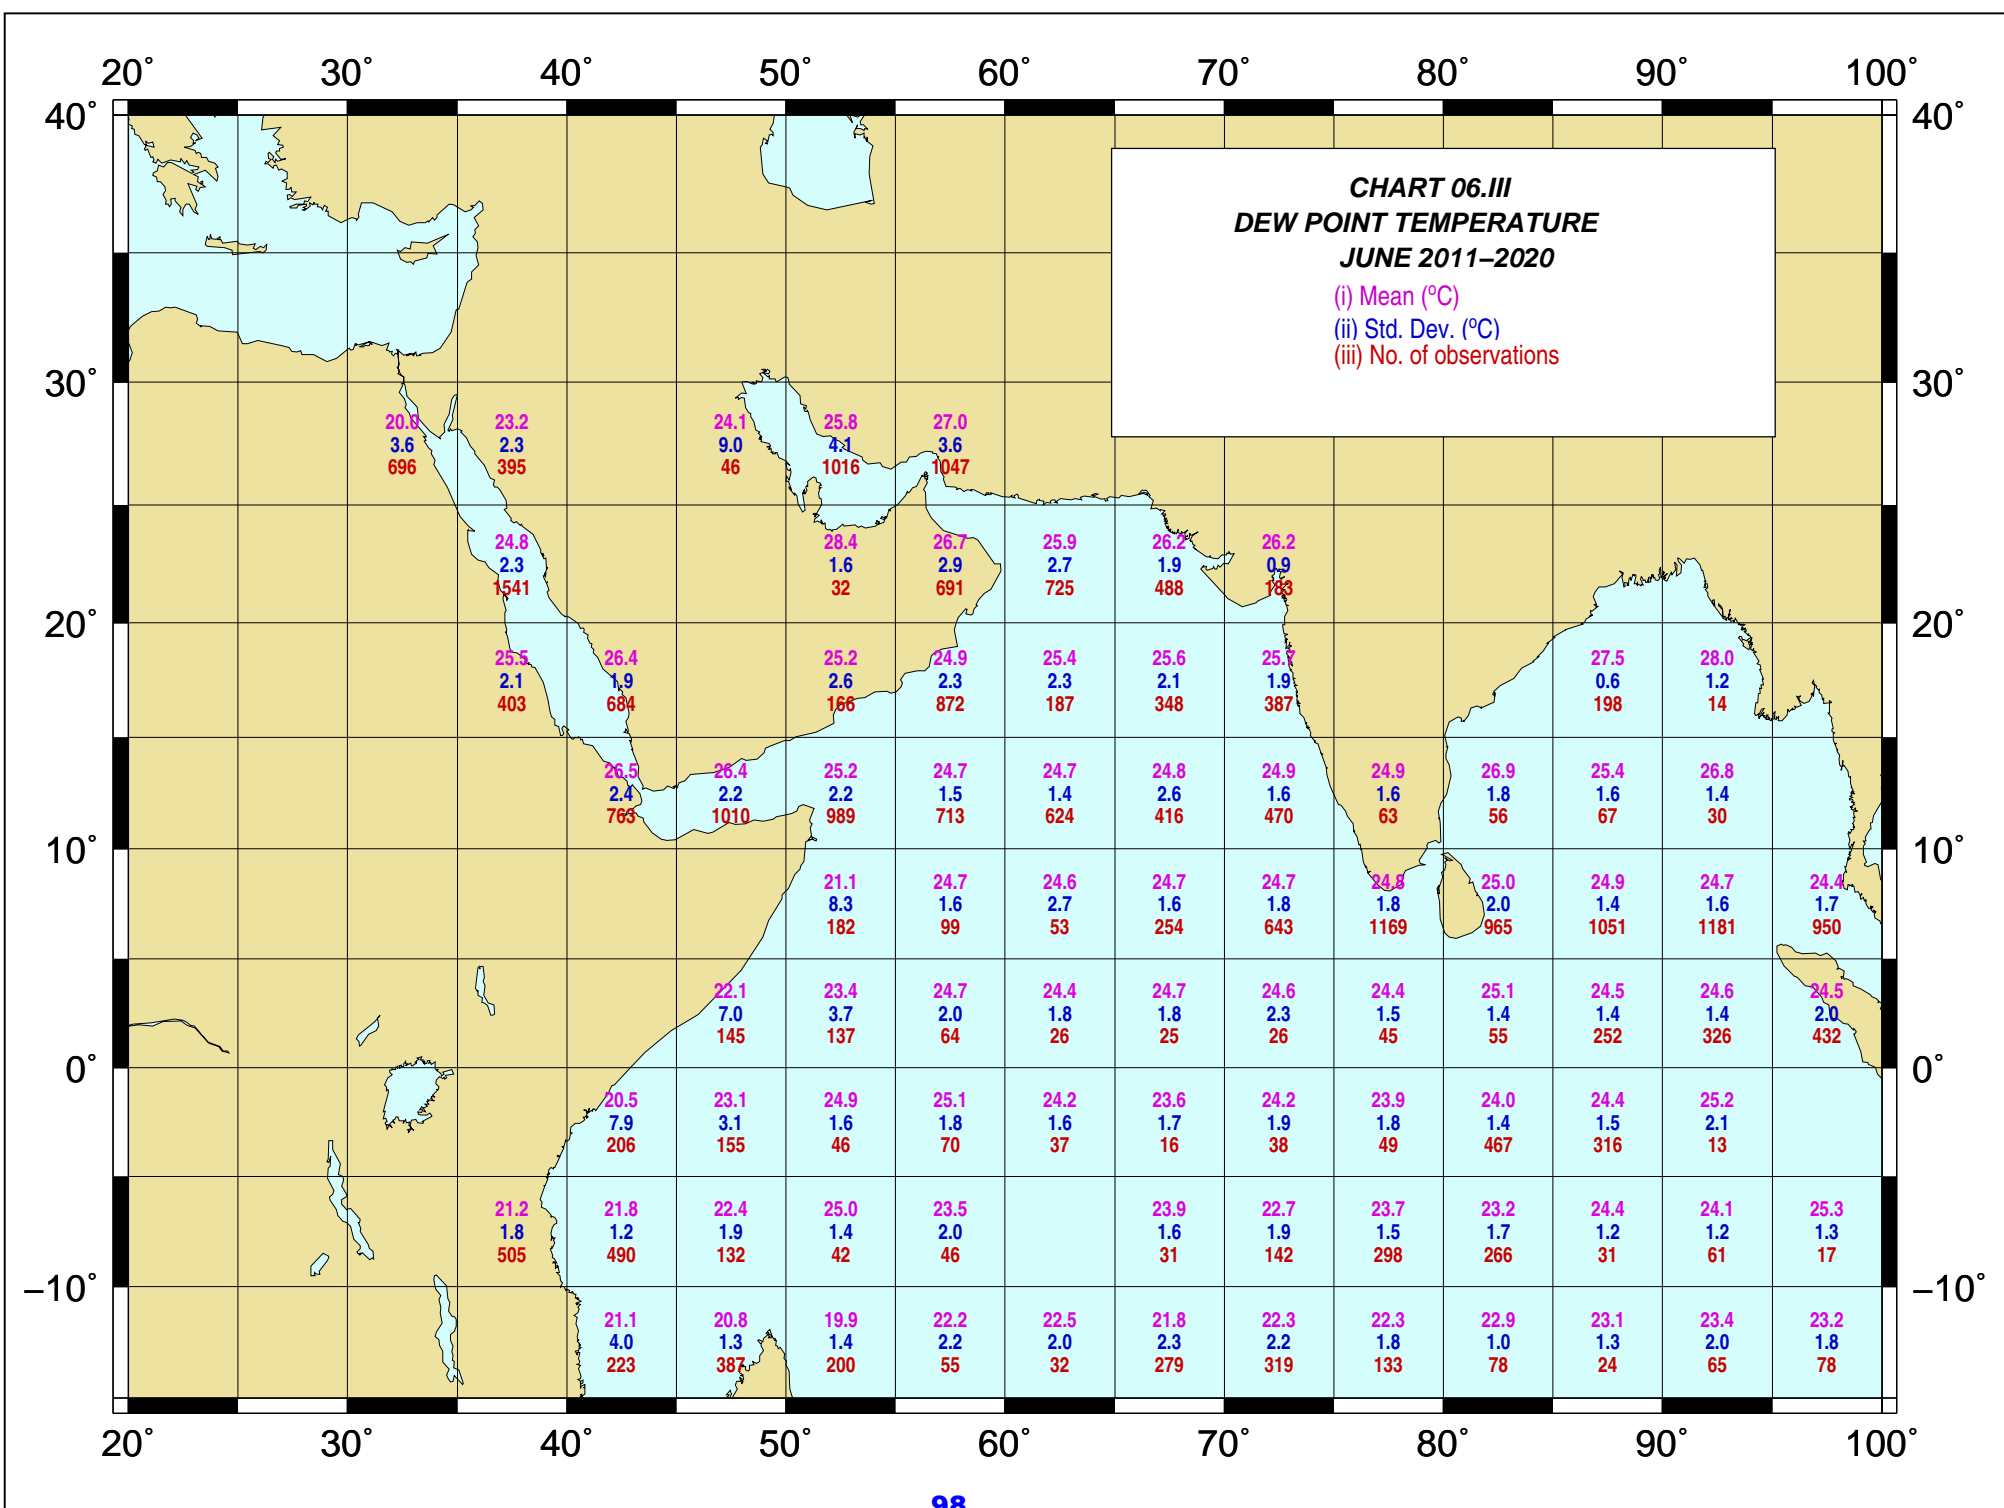 20° 30° 40° 50° 60° 70° 80° 90° 100°
40° 40°
CHART 06.III
DEW POINT TEMPERATURE
JUNE 2011–2020
(i) Mean (ºC)
(ii) Std. Dev. (ºC)
(iii) No. of observations
30° 30°
20.0 23.2 24.1 25.8 27.0
3.6 2.3 9.0 4.1 3.6
696 395 46 1016 1047
24.8 28.4 26.7 25.9 26.2 26.2
2.3 1.6 2.9 2.7 1.9 0.9
1541 32 691 725 488 183
20° 20°
25.5 26.4 25.2 24.9 25.4 25.6 25.7 27.5 28.0
2.1 1.9 2.6 2.3 2.3 2.1 1.9 0.6 1.2
403 684 166 872 187 348 387 198 14
26.5 26.4 25.2 24.7 24.7 24.8 24.9 24.9 26.9 25.4 26.8
2.4 2.2 2.2 1.5 1.4 2.6 1.6 1.6 1.8 1.6 1.4
763 1010 989 713 624 416 470 63 56 67 30
10° 10°
21.1 24.7 24.6 24.7 24.7 24.8 25.0 24.9 24.7 24.4
8.3 1.6 2.7 1.6 1.8 1.8 2.0 1.4 1.6 1.7
182 99 53 254 643 1169 965 1051 1181 950
22.1 23.4 24.7 24.4 24.7 24.6 24.4 25.1 24.5 24.6 24.5
7.0 3.7 2.0 1.8 1.8 2.3 1.5 1.4 1.4 1.4 2.0
145 137 64 26 25 26 45 55 252 326 432
0° 0°
20.5 23.1 24.9 25.1 24.2 23.6 24.2 23.9 24.0 24.4 25.2
7.9 3.1 1.6 1.8 1.6 1.7 1.9 1.8 1.4 1.5 2.1
206 155 46 70 37 16 38 49 467 316 13
21.2 21.8 22.4 25.0 23.5 23.9 22.7 23.7 23.2 24.4 24.1 25.3
1.8 1.2 1.9 1.4 2.0 1.6 1.9 1.5 1.7 1.2 1.2 1.3
505 490 132 42 46 31 142 298 266 31 61 17
–10° –10°
21.1 20.8 19.9 22.2 22.5 21.8 22.3 22.3 22.9 23.1 23.4 23.2
4.0 1.3 1.4 2.2 2.0 2.3 2.2 1.8 1.0 1.3 2.0 1.8
223 387 200 55 32 279 319 133 78 24 65 78
20° 30° 40° 50° 60° 70° 80° 90° 100°
98